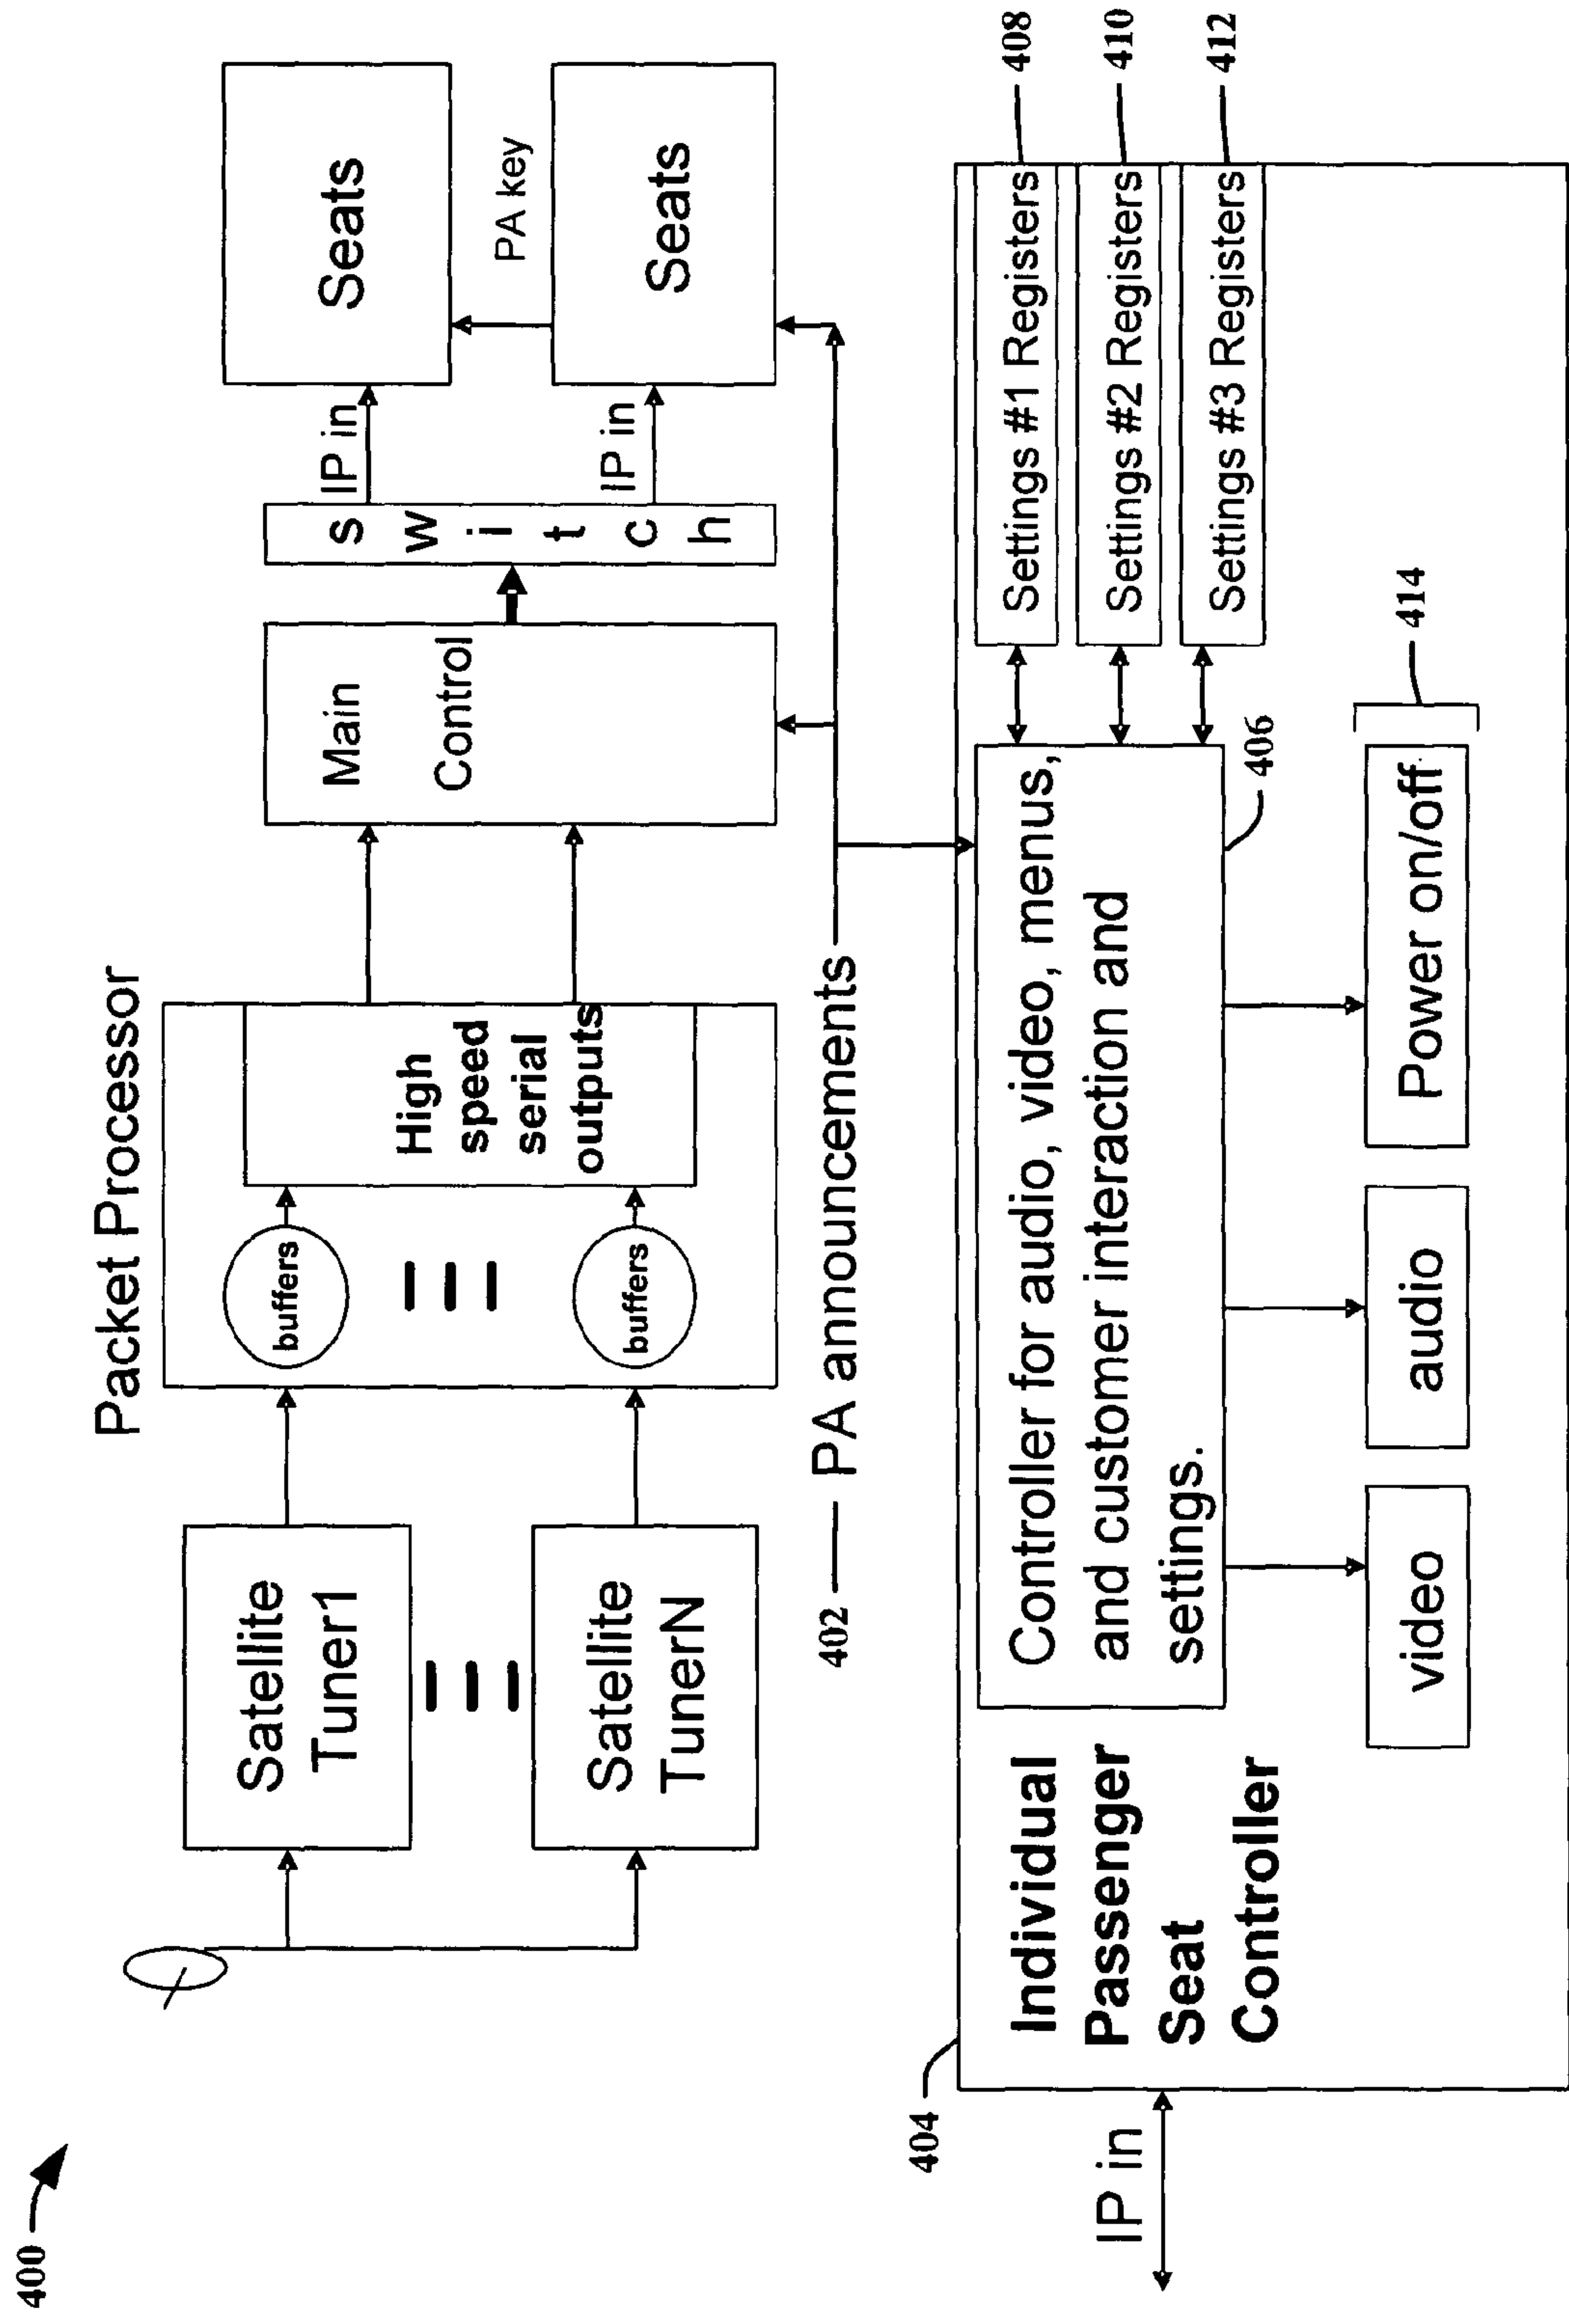 400
Packet Processor
Satellite
Tuner1
Satellite
TunerN
buffers
buffers
High
speed
serial
outputs
Main
Control
s
w
i
t
c
h
IP in
IP in
Seats
PA key
Seats
402
PA announcements
404
IP in
Individual
Passenger
Seat
Controller
Controller for audio, video, menus,
and customer interaction and
settings.
406
Settings #1 Registers
408
Settings #2 Registers
410
Settings #3 Registers
412
video
audio
Power on/off
414